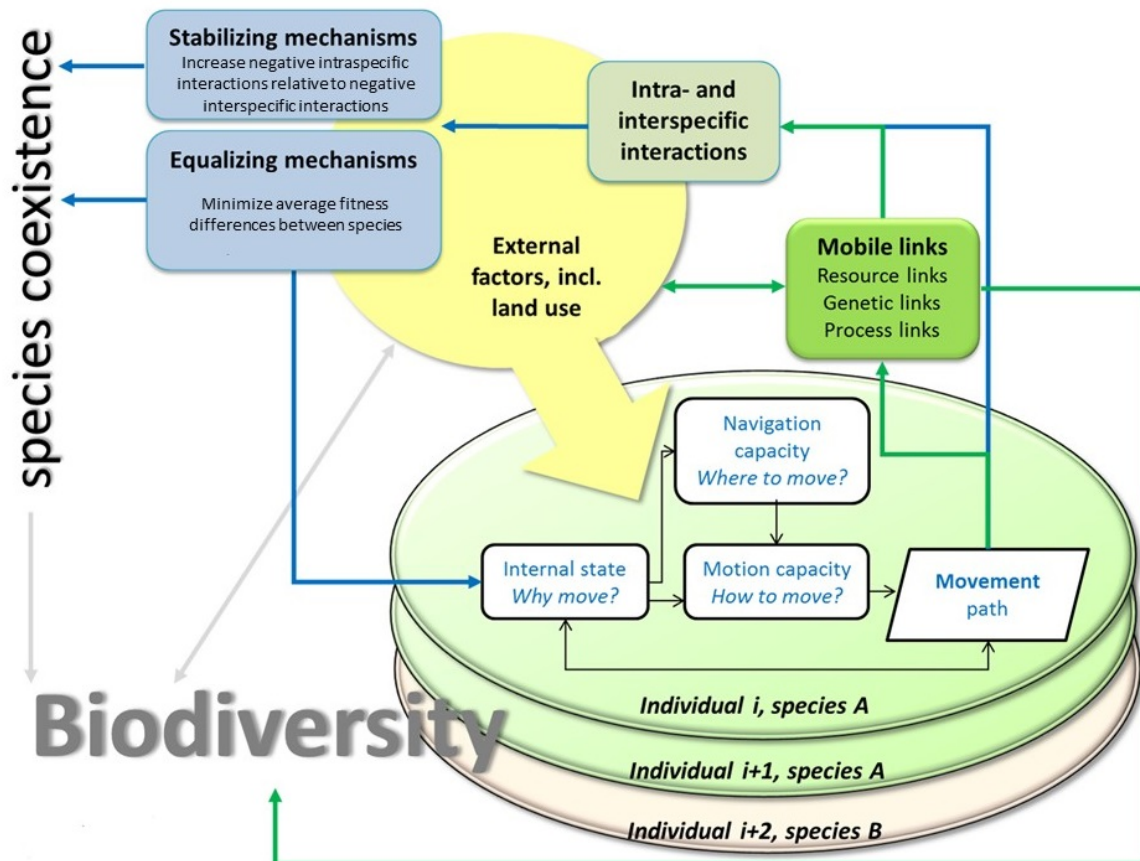 species coexistence
Stabilizing mechanisms
Increase negative intraspecific
interactions relative to negative
interspecific interactions
Equalizing mechanisms
Minimize average fitness
differences between species
Intra- and
interspecific
interactions
External
factors, incl.
land use
Mobile links
Resource links
Genetic links
Process links
Navigation
capacity
Where to move?
Internal state
Why move?
Motion capacity
How to move?
Movement
path
Individual i, species A
Biodiversity
Individual i+1, species A
Individual i+2, species B